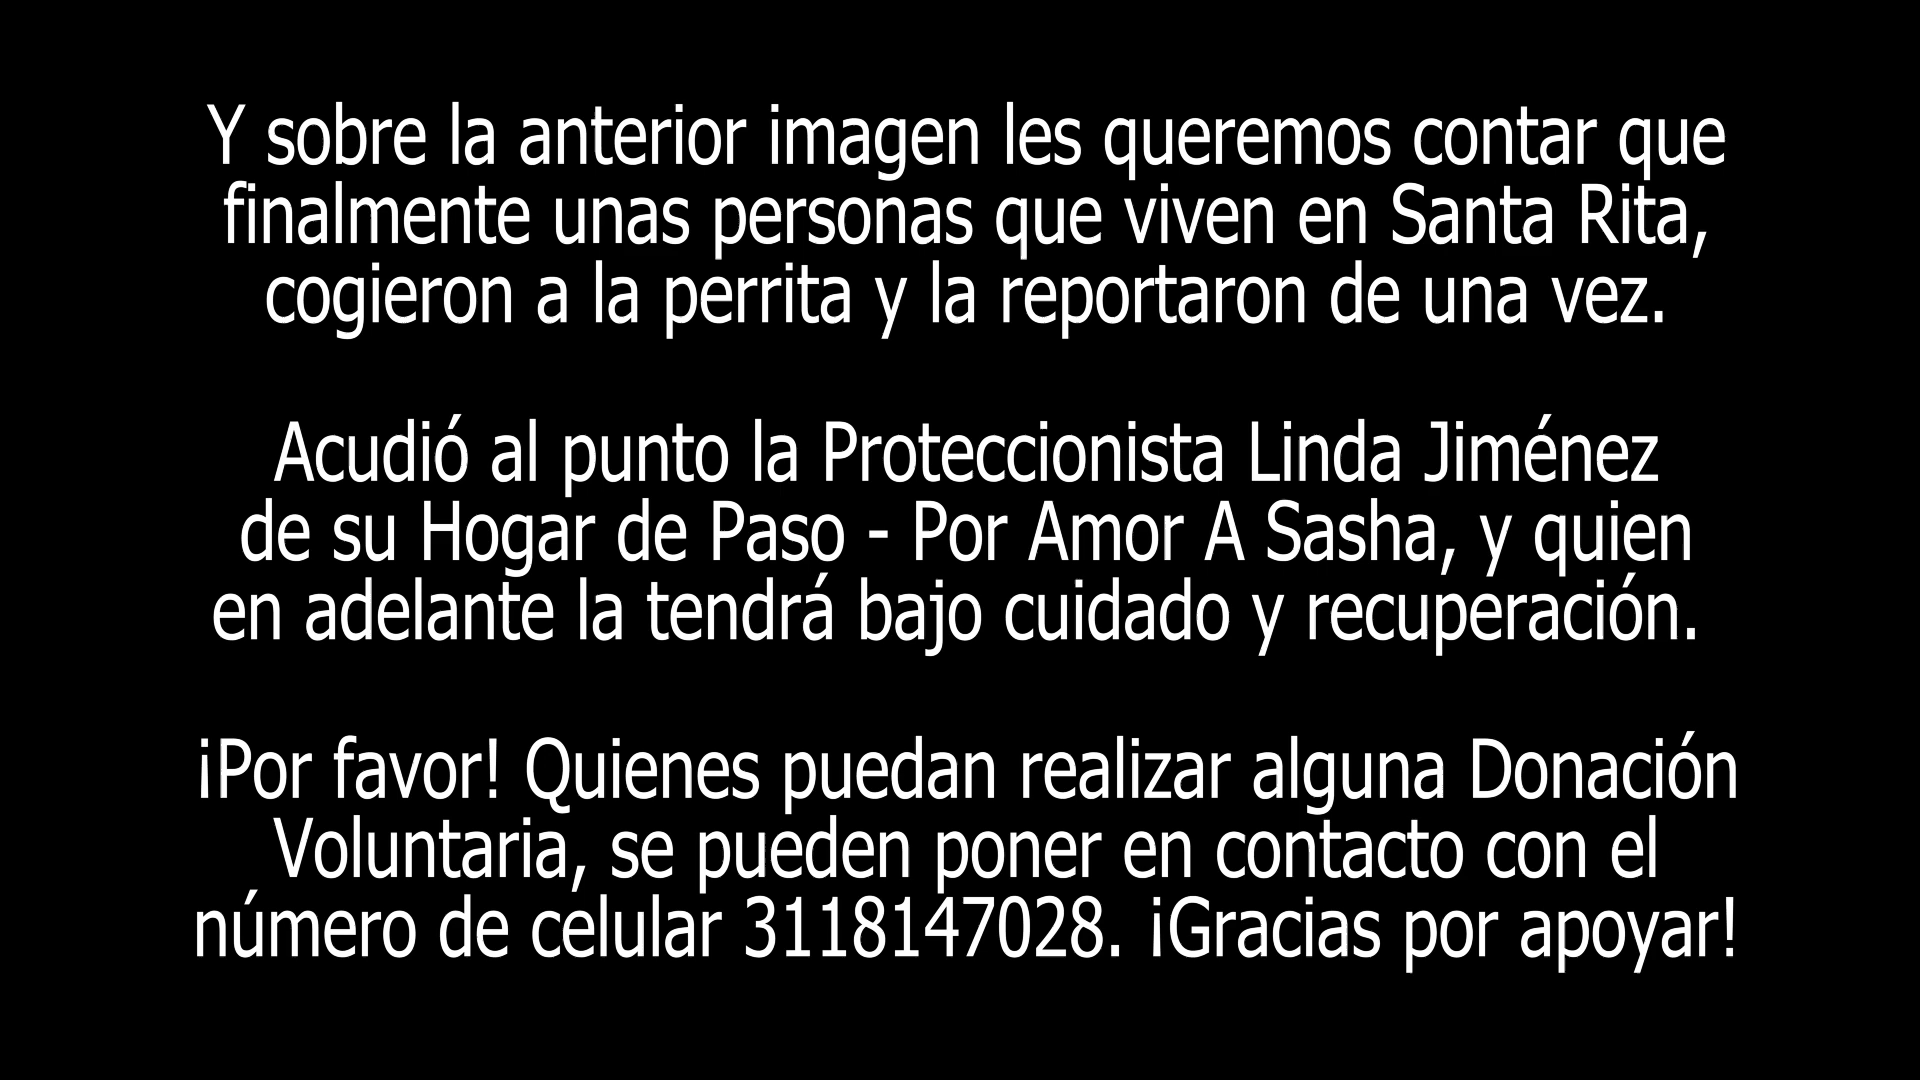 Y sobre la anterior imagen les queremos contar que
finalmente unas personas que viven en Santa Rita,
cogieron a la perrita y la reportaron de una vez.
Acudió al punto la Proteccionista Linda Jiménez
de su Hogar de Paso - Por Amor A Sasha, y quien
en adelante la tendrá bajo cuidado y recuperación.
¡Por favor! Quienes puedan realizar alguna Donación
Voluntaria, se pueden poner en contacto con el
número de celular 3118147028. ¡Gracias por apoyar!